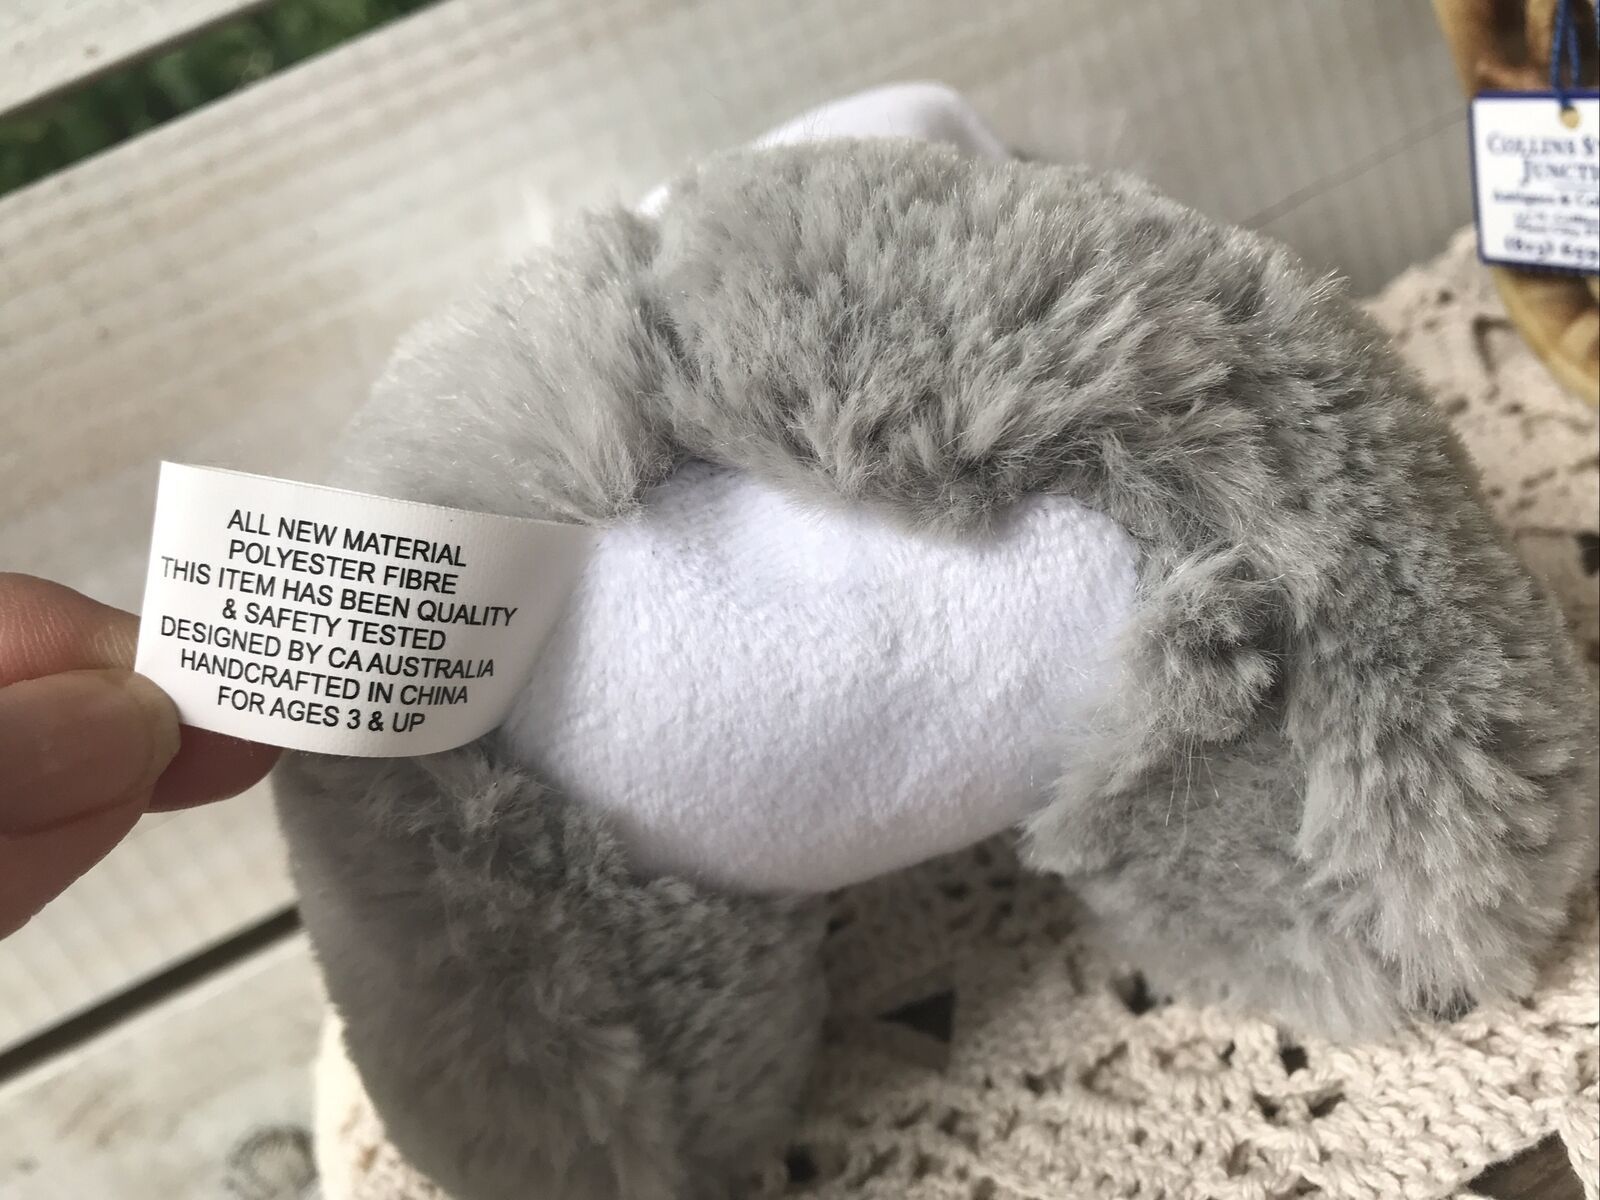 ALL NEW MATERIAL
POLYESTER FIBRE
THIS ITEM HAS BEEN QUALITY
& SAFETY TESTED
DESIGNED BY CA AUSTRALIA
HANDCRAFTED IN CHINA
FOR AGES 3 & UP
COLLINS